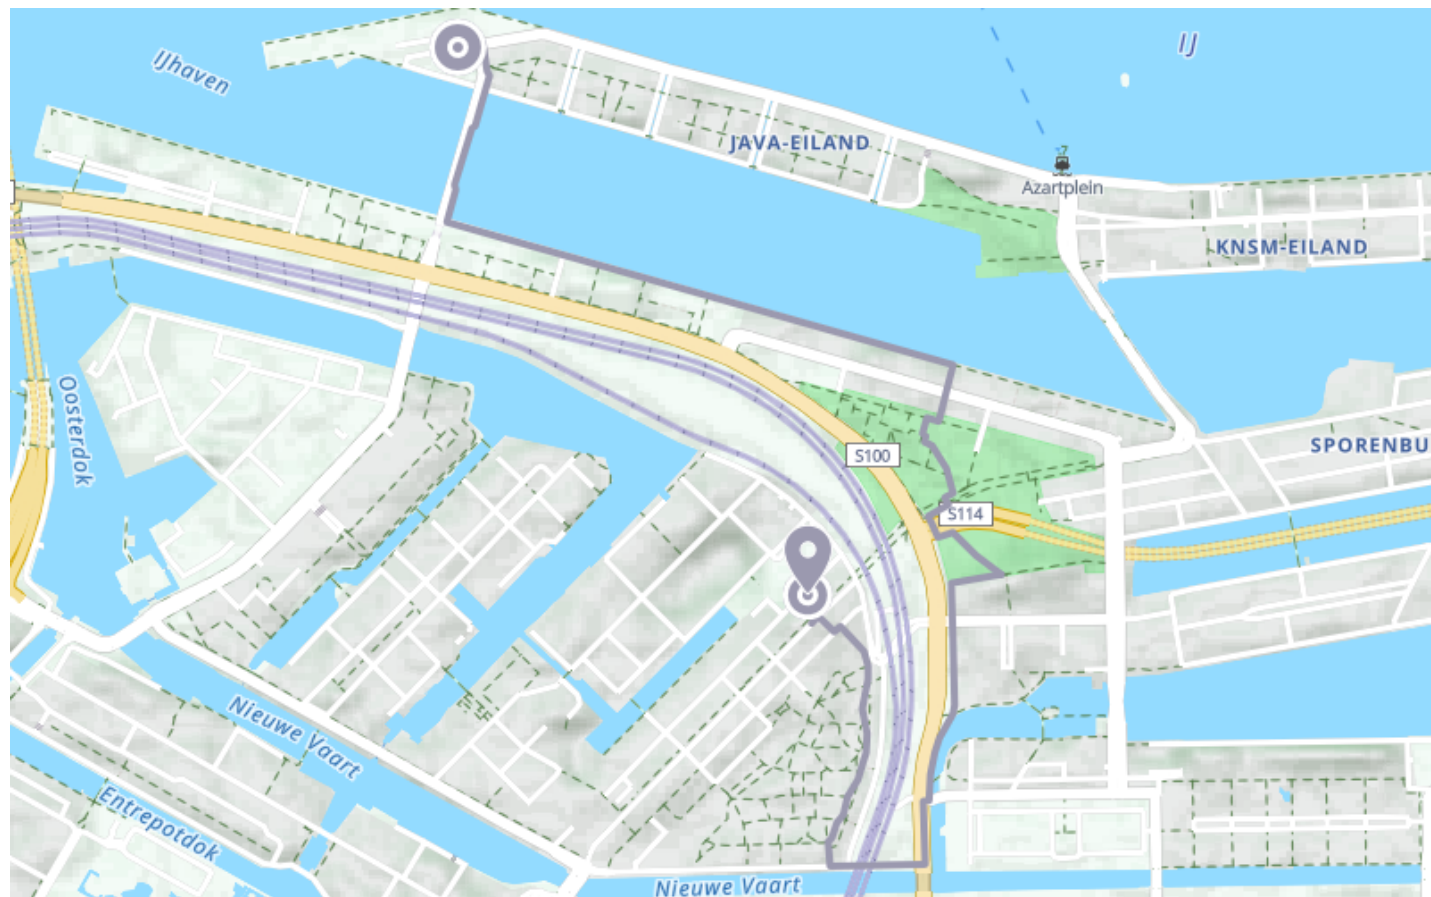 IJ
IJhaven
JAVA-EILAND
Azartplein
KNSM-EILAND
Oosterdok
S100
SPORENBU
S114
Nieuwe Vaart
Entrepotdok
Nieuwe Vaart